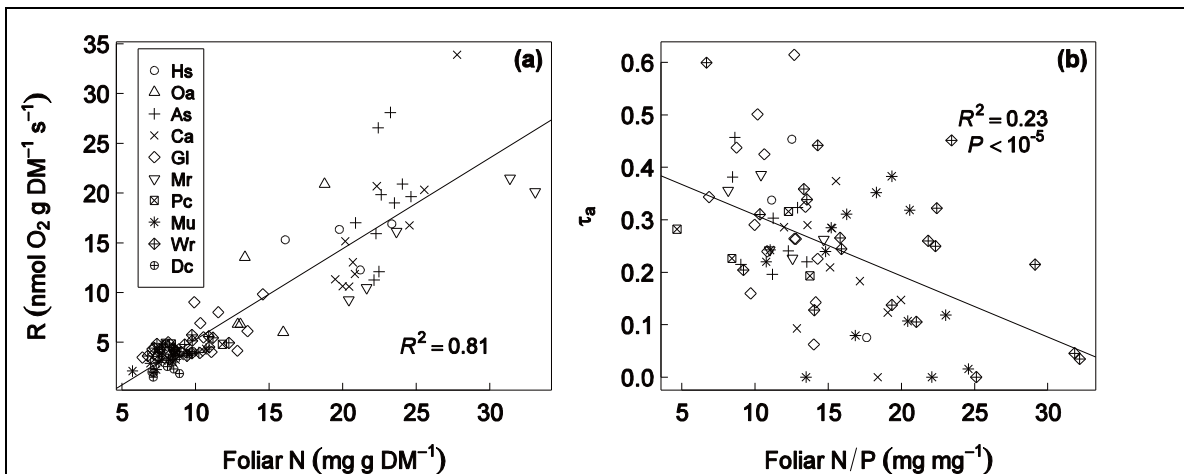 (a)
35
30
25
20
15
10
5
R (nmol O₂ g DM⁻¹ s⁻¹)
Hs
Oa
As
Ca
Gl
Mr
Pc
Mu
Wr
Dc
R² = 0.81
5 10 15 20 25 30
Foliar N (mg g DM⁻¹)
(b)
0.6
0.5
0.4
0.3
0.2
0.1
0.0
τₐ
R² = 0.23
P < 10⁻⁵
5 10 15 20 25 30
Foliar N/P (mg mg⁻¹)